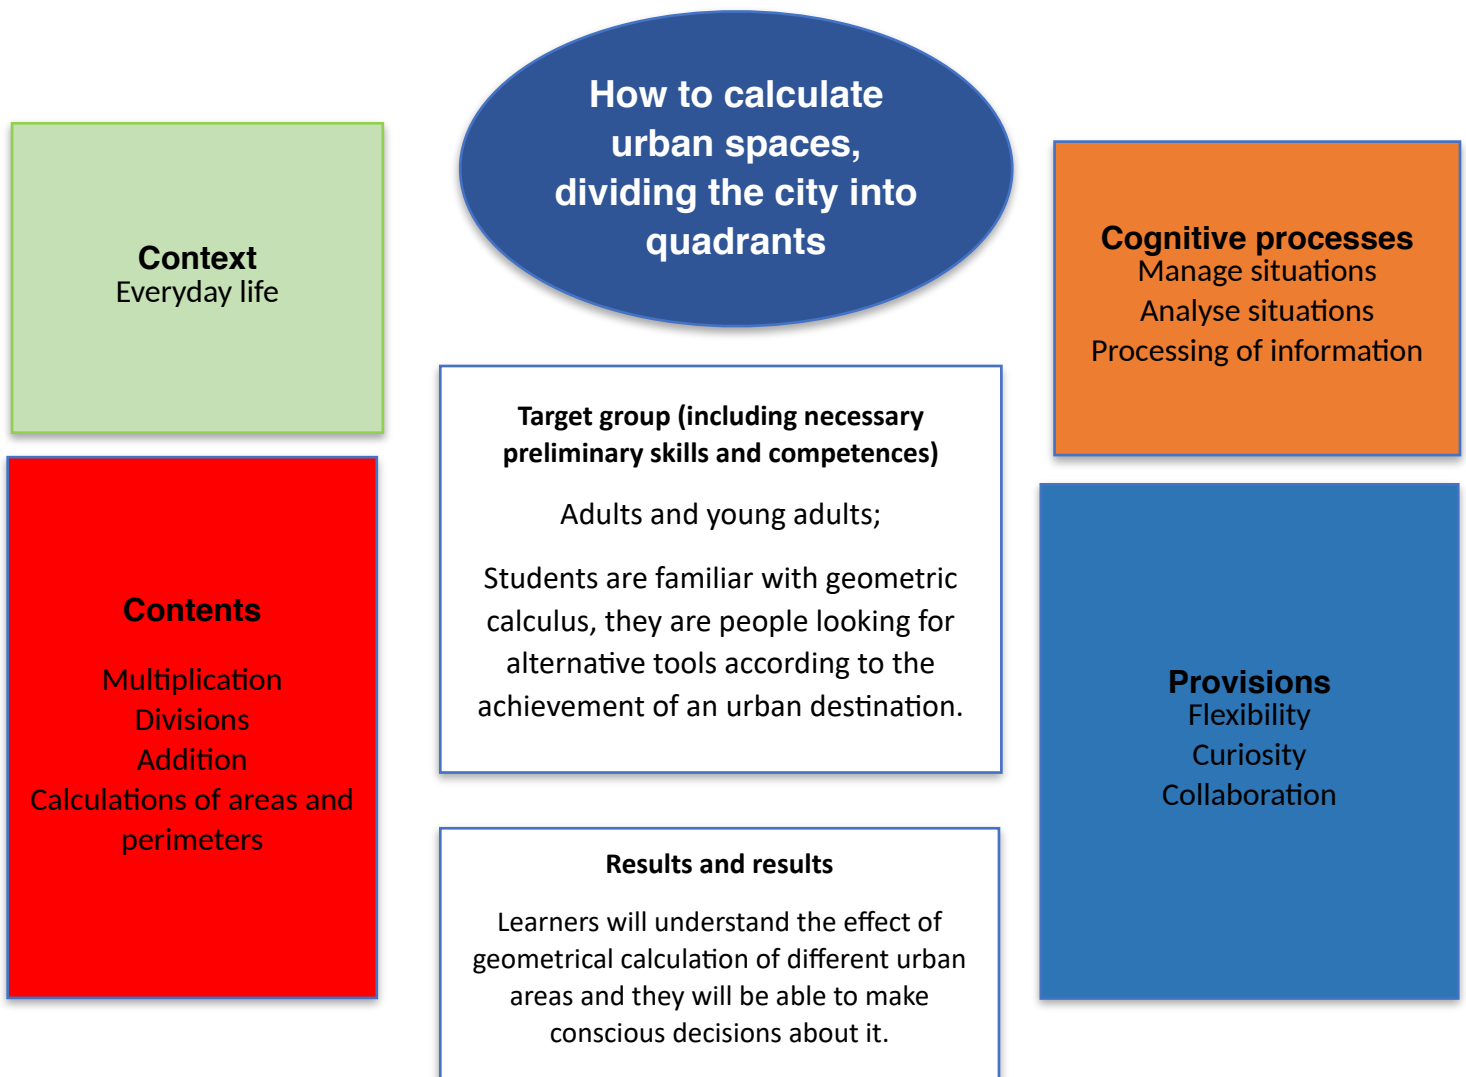 How to calculate
urban spaces,
dividing the city into
quadrants
Context
Everyday life
Cognitive processes
Manage situations
Analyse situations
Processing of information
Target group (including necessary
preliminary skills and competences)
Adults and young adults;
Students are familiar with geometric
calculus, they are people looking for
alternative tools according to the
achievement of an urban destination.
Contents
Multiplication
Divisions
Addition
Calculations of areas and
perimeters
Provisions
Flexibility
Curiosity
Collaboration
Results and results
Learners will understand the effect of
geometrical calculation of different urban
areas and they will be able to make
conscious decisions about it.